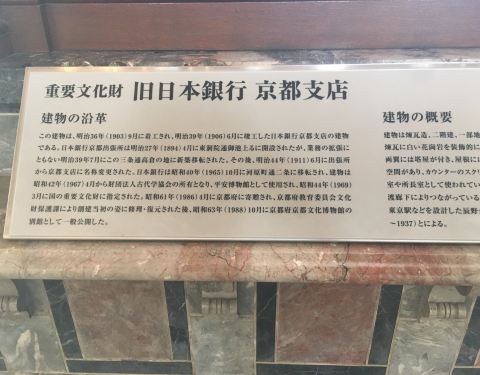 重要文化財 旧日本銀行 京都支店
建物の沿革
この建物は、明治36年(1903)9月に着工され、明治39年(1906)6月に竣工した日本銀行京都支店の建物
である。日本銀行京都出張所は明治27年(1894)4月に東洞院通御池上るに開設されたが、業務の拡張に
ともない明治39年7月にこの三条通高倉の地に新築移転された。その後、明治44年(1911)6月に出張所
から京都支店に名称変更された。日本銀行は昭和40年(1965)10月に河原町通二条に移転され、建物は
昭和42年(1967)4月から財団法人古代学協会の所有となり、平安博物館として使用され、昭和44年(1969)
3月に国の重要文化財に指定された。昭和61年(1986)4月に京都府に寄贈され、京都府教育委員会文化
財保護課により創建当初の姿に修理・復元された後、昭和63年(1988)10月に京都府京都文化博物館の
別館として一般公開した。
建物の概要
建物は煉瓦造、二階建、一部地
煉瓦に白い花崗岩を装飾的に
両翼には塔屋が付き、屋根に
空間があり、カウンターのスクリ
室や所長室として使われてい
渡廊下によりつながっている
東京駅などを設計した辰野
~1937)とによる。